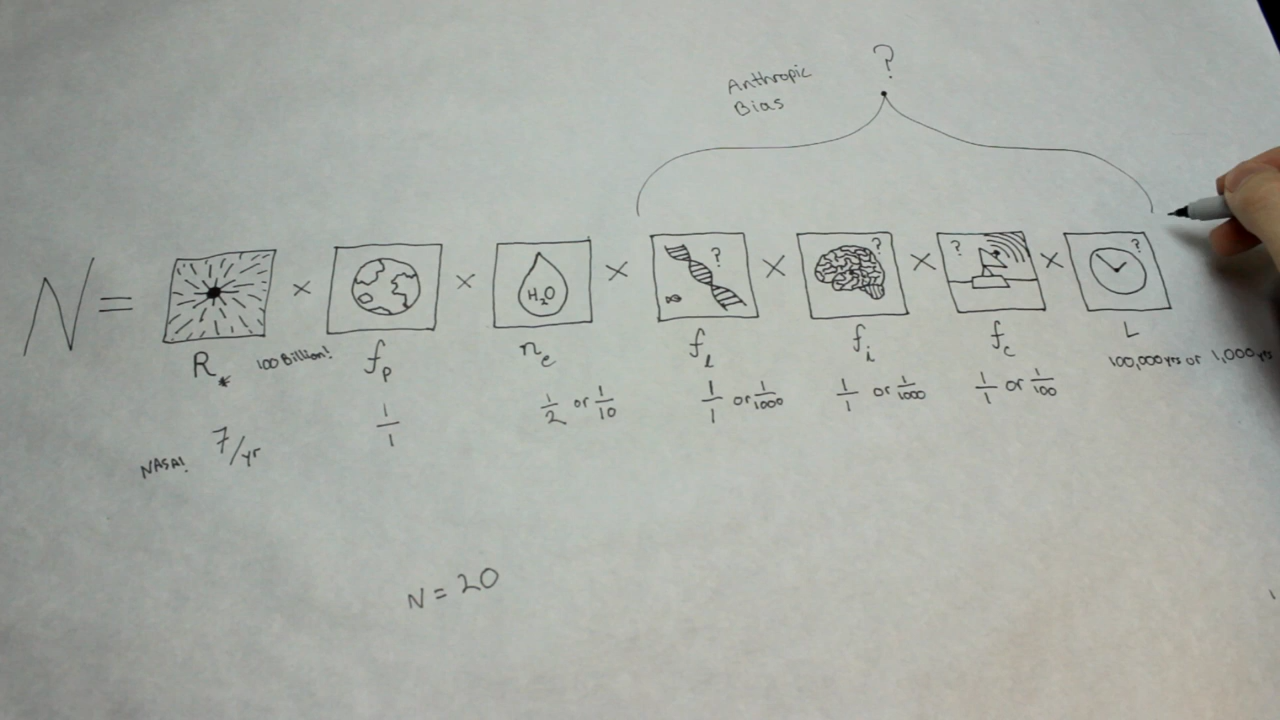 ?
Anthropic
Bias
N = × × H₂O × ? × ? × ? × ?
R* 100 Billion! fp ne fl fi fc L
1/1 1/2 or 1/10 1/1 or 1/1000 1/1 or 1/1000 1/1 or 1/100 100,000 yrs or 1,000 yrs
NASA! 7/yr
N = 20